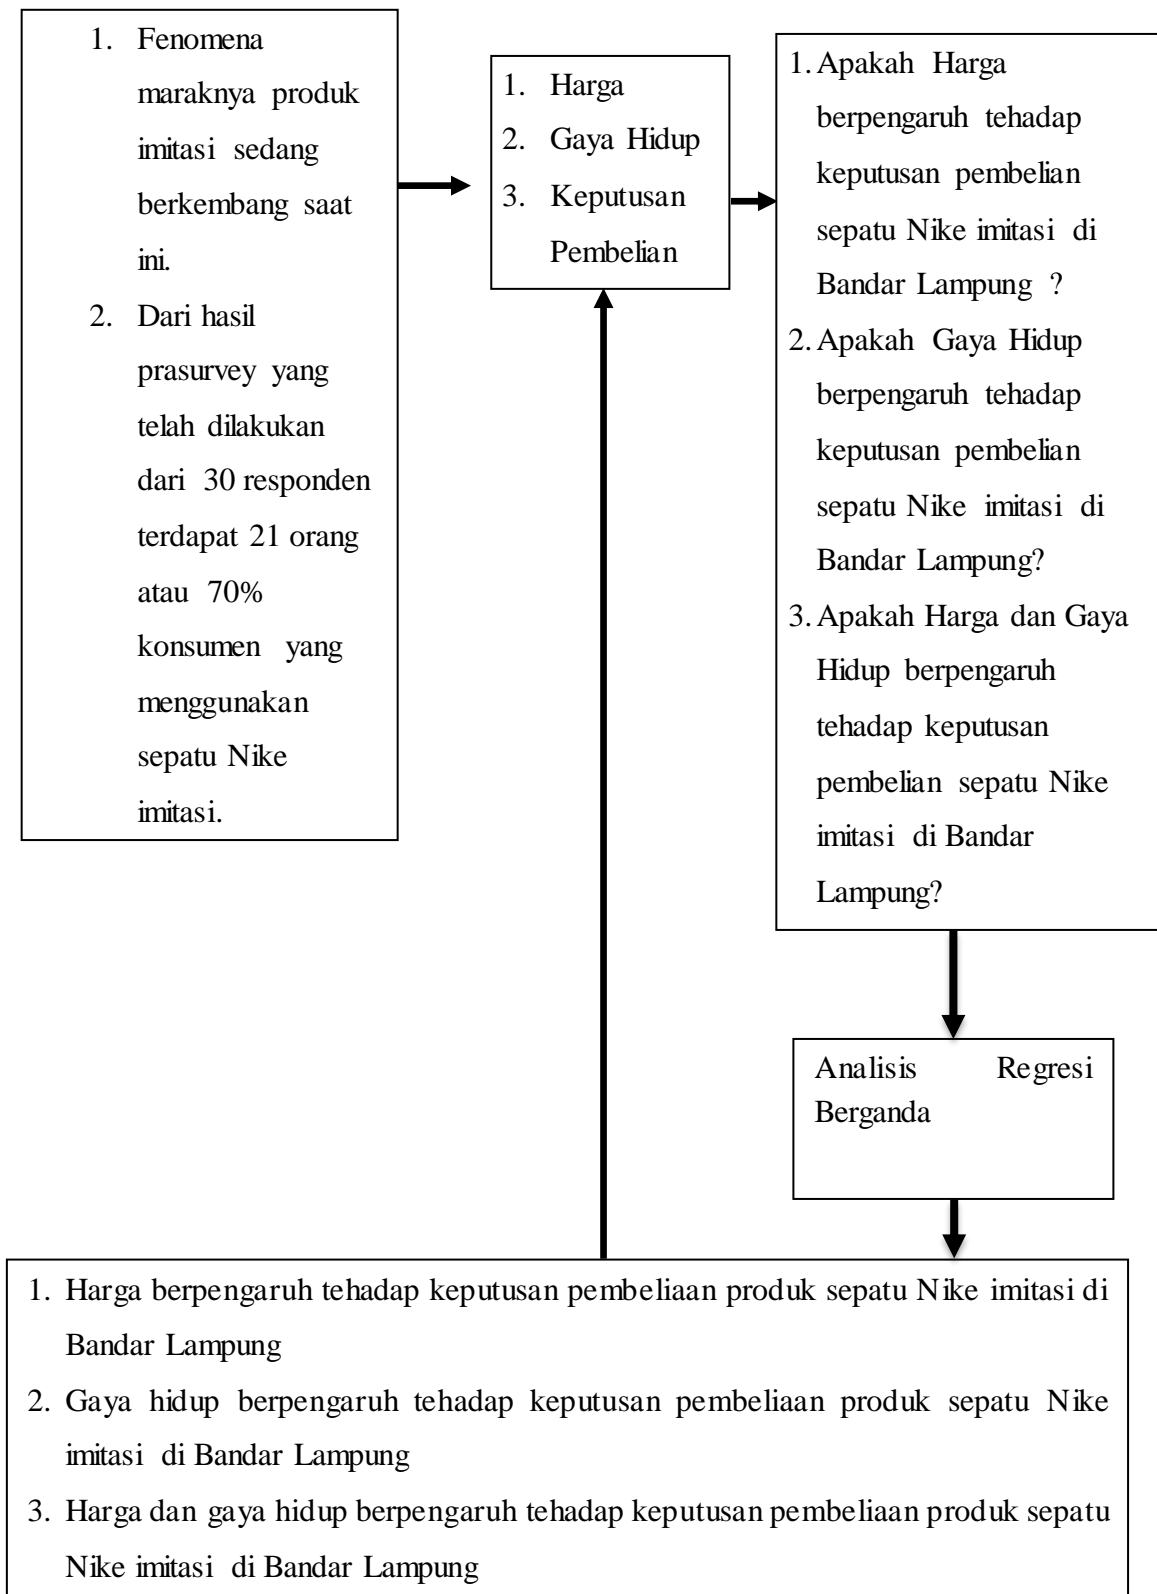 1. Fenomena
maraknya produk
imitasi sedang
berkembang saat
ini.
2. Dari hasil
prasurvey yang
telah dilakukan
dari 30 responden
terdapat 21 orang
atau 70%
konsumen yang
menggunakan
sepatu Nike
imitasi.
1. Harga
2. Gaya Hidup
3. Keputusan
Pembelian
1. Apakah Harga
berpengaruh tehadap
keputusan pembelian
sepatu Nike imitasi di
Bandar Lampung ?
2. Apakah Gaya Hidup
berpengaruh tehadap
keputusan pembelian
sepatu Nike imitasi di
Bandar Lampung?
3. Apakah Harga dan Gaya
Hidup berpengaruh
tehadap keputusan
pembelian sepatu Nike
imitasi di Bandar
Lampung?
Analisis Regresi
Berganda
1. Harga berpengaruh tehadap keputusan pembeliaan produk sepatu Nike imitasi di
Bandar Lampung
2. Gaya hidup berpengaruh tehadap keputusan pembeliaan produk sepatu Nike
imitasi di Bandar Lampung
3. Harga dan gaya hidup berpengaruh tehadap keputusan pembeliaan produk sepatu
Nike imitasi di Bandar Lampung